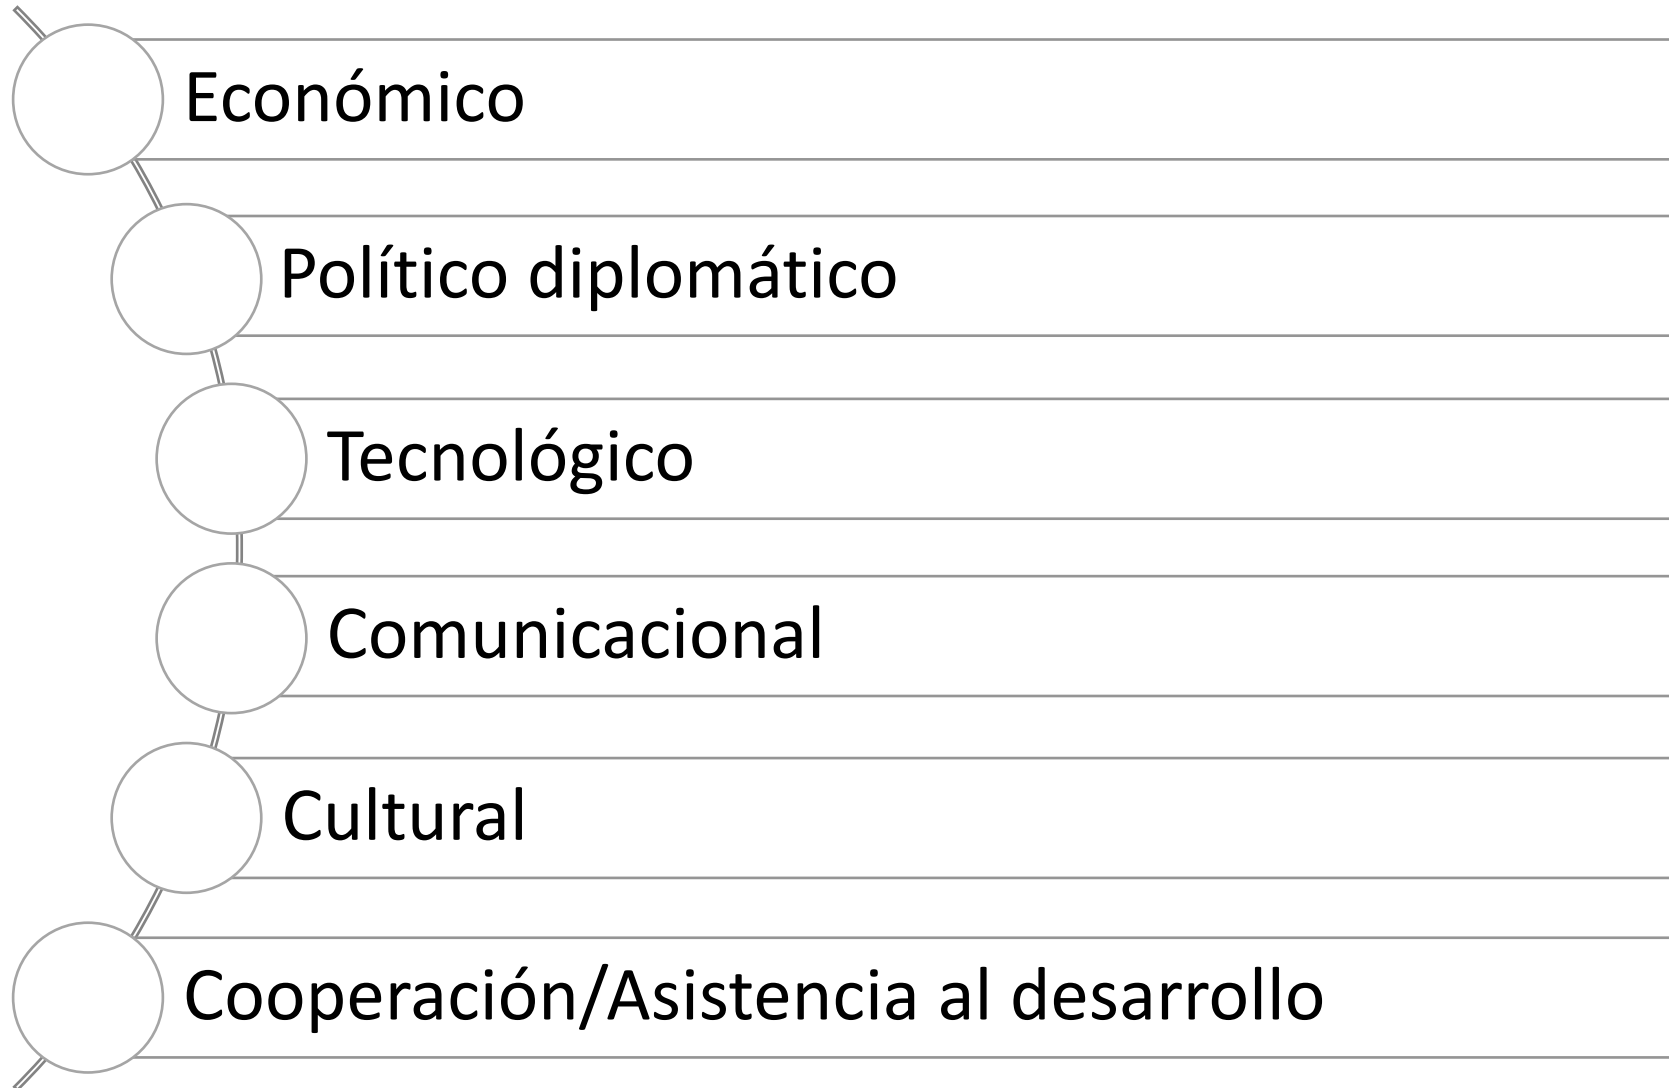 Económico
Político diplomático
Tecnológico
Comunicacional
Cultural
Cooperación/Asistencia al desarrollo